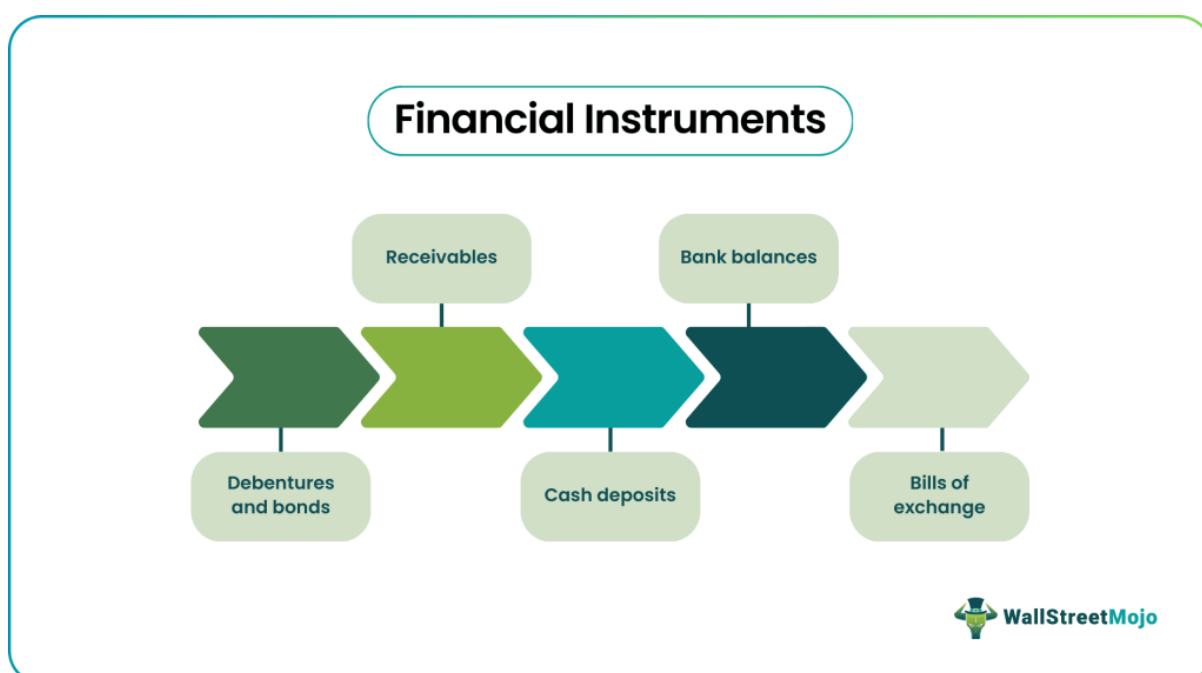 Financial Instruments
Receivables
Bank balances
Debentures
and bonds
Cash deposits
Bills of
exchange
WallStreetMojo